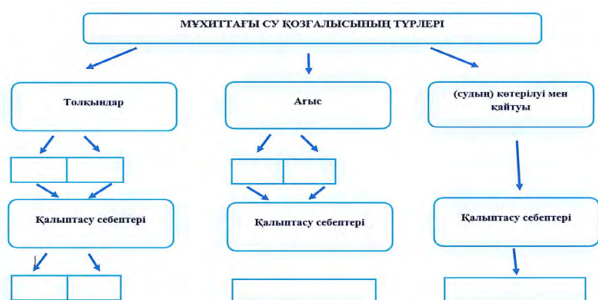 МҰХИТТАҒЫ СУ ҚОЗҒАЛЫСЫНЫҢ ТҮРЛЕРІ
Толқындар
Ағыс
(судың) көтерілуі мен
қайтуы
Қалыптасу себептері
Қалыптасу себептері
Қалыптасу себептері